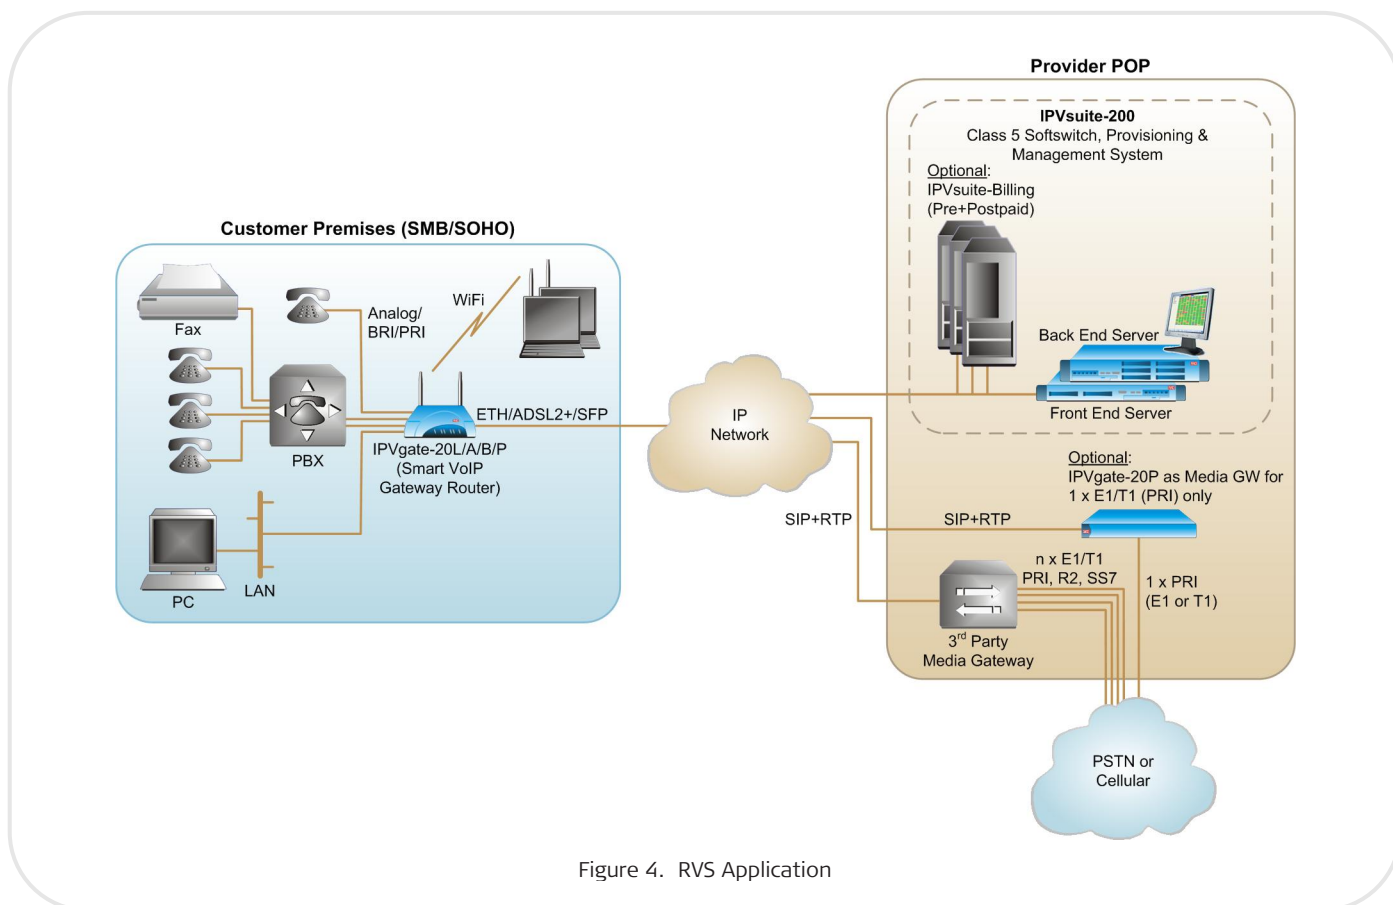 Provider POP
IPVsuite-200
Class 5 Softswitch, Provisioning &
Management System
Optional:
IPVsuite-Billing
(Pre+Postpaid)
Back End Server
Front End Server
Customer Premises (SMB/SOHO)
Fax
Analog/
BRI/PRI
WiFi
PBX
ETH/ADSL2+/SFP
IPVgate-20L/A/B/P
(Smart VoIP
Gateway Router)
PC
LAN
IP
Network
Optional:
IPVgate-20P as Media GW for
1 x E1/T1 (PRI) only
SIP+RTP
SIP+RTP
n x E1/T1
PRI, R2, SS7
1 x PRI
(E1 or T1)
3rd Party
Media Gateway
PSTN or
Cellular
Figure 4. RVS Application